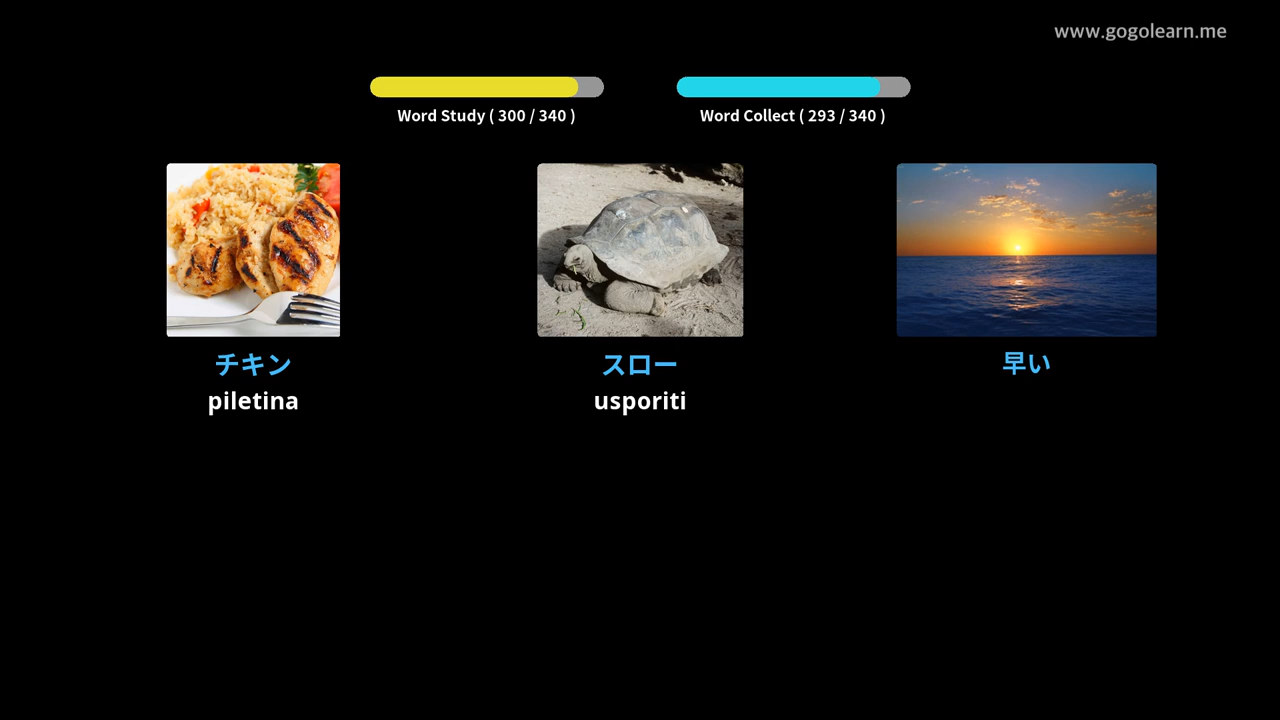 www.gogolearn.me
Word Study ( 300 / 340 )
Word Collect ( 293 / 340 )
チキン
スロー
早い
piletina
usporiti